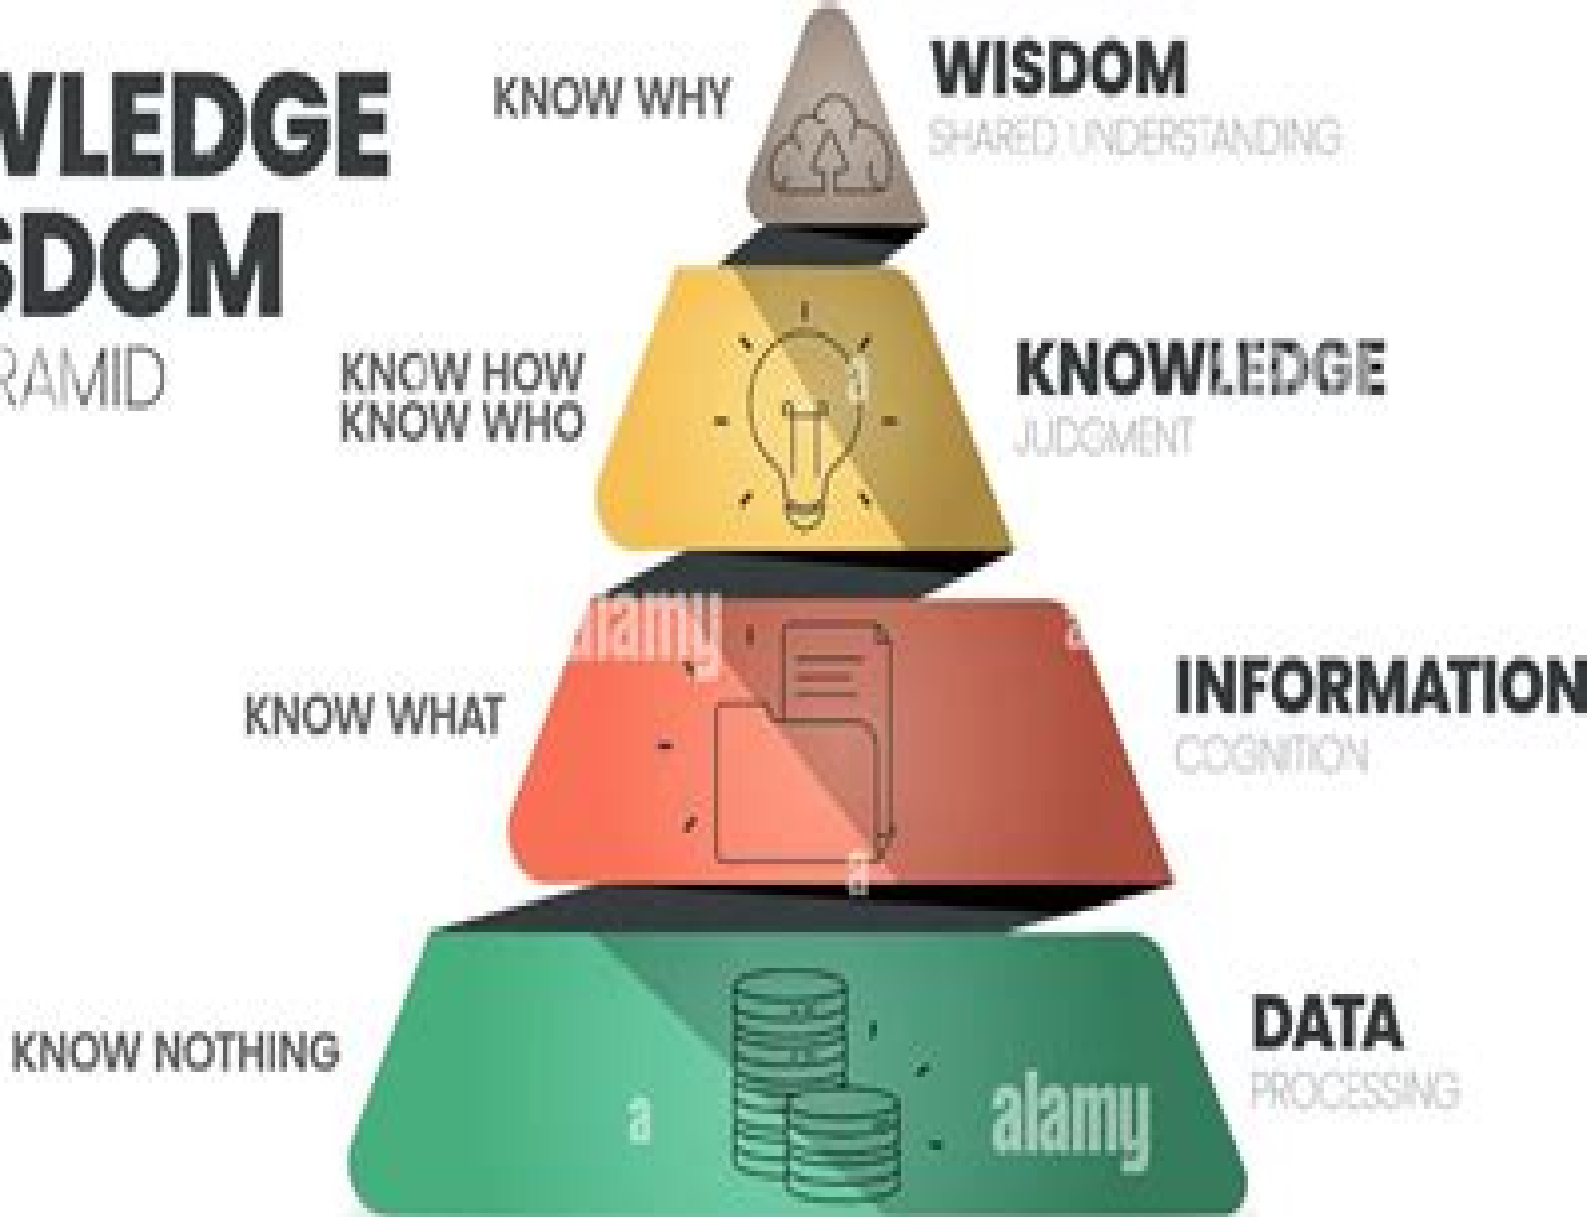 WLEDGE
SDOM
RAMID
KNOW WHY
WISDOM
SHARED UNDERSTANDING
KNOW HOW
KNOW WHO
KNOWLEDGE
JUDGMENT
a
alamy
a
KNOW WHAT
INFORMATION
COGNITION
a
KNOW NOTHING
DATA
PROCESSING
a
alamy